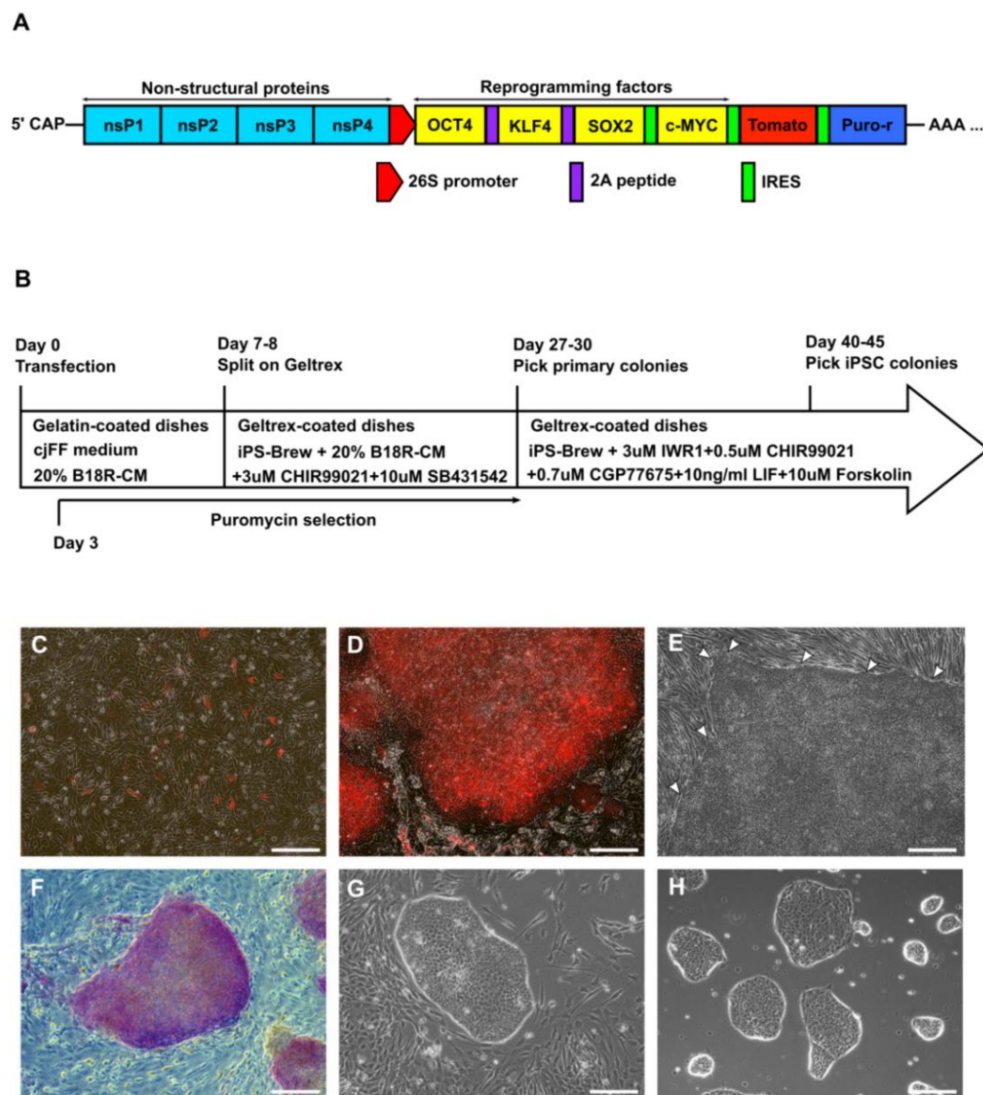 A
Non-structural proteins
Reprogramming factors
5' CAP
nsP1
nsP2
nsP3
nsP4
OCT4
KLF4
SOX2
c-MYC
Tomato
Puro-r
AAA ...
26S promoter
2A peptide
IRES
B
Day 0
Transfection
Day 7-8
Split on Geltrex
Day 27-30
Pick primary colonies
Day 40-45
Pick iPSC colonies
Gelatin-coated dishes
cjFF medium
20% B18R-CM
Geltrex-coated dishes
iPS-Brew + 20% B18R-CM
+3uM CHIR99021+10uM SB431542
Geltrex-coated dishes
iPS-Brew + 3uM IWR1+0.5uM CHIR99021
+0.7uM CGP77675+10ng/ml LIF+10uM Forskolin
Puromycin selection
Day 3
C
D
E
F
G
H